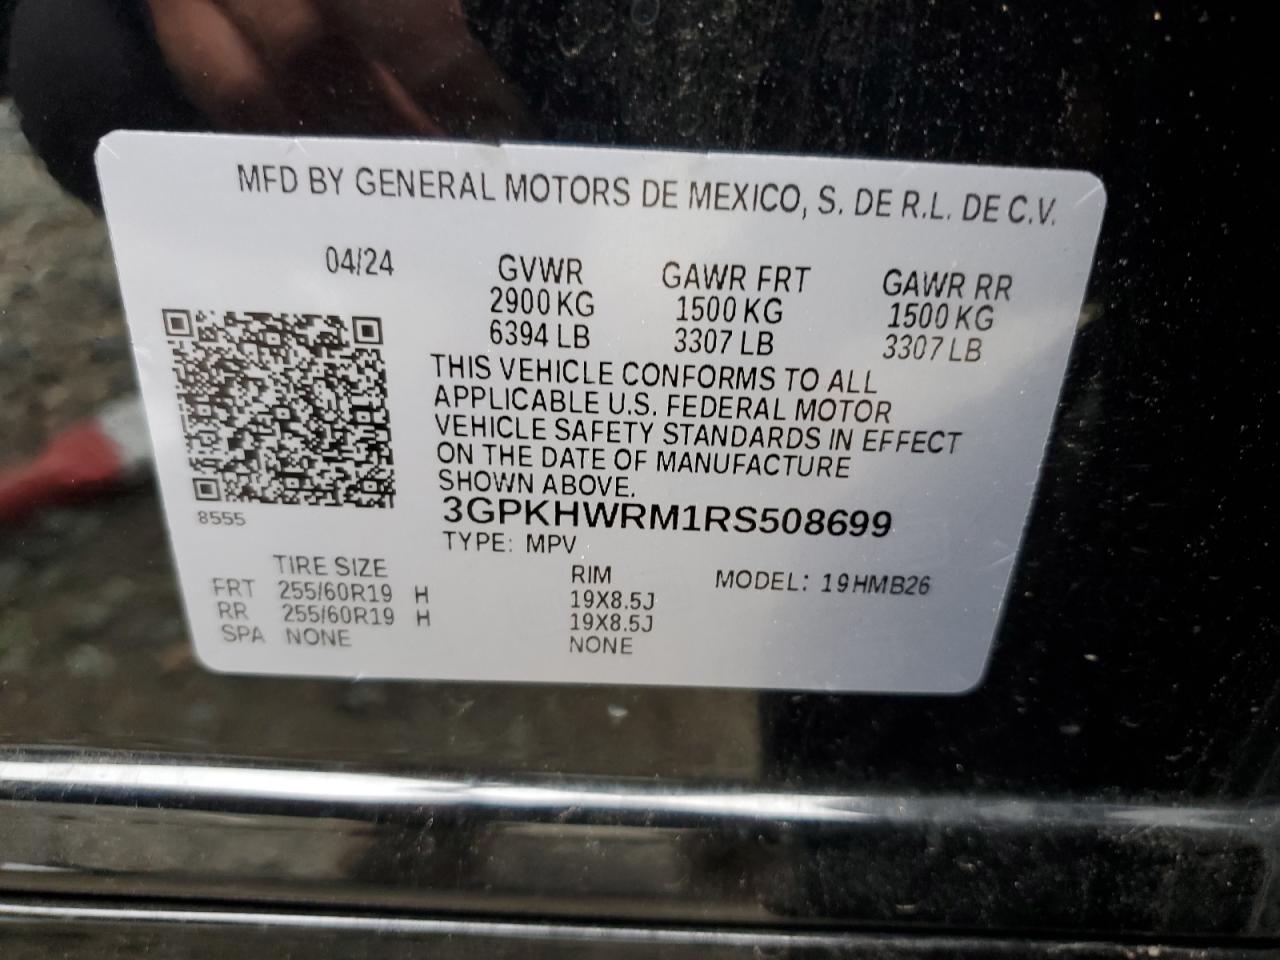 MFD BY GENERAL MOTORS DE MEXICO, S. DE R.L. DE C.V.
04/24 GVWR GAWR FRT GAWR RR
2900 KG 1500 KG 1500 KG
6394 LB 3307 LB 3307 LB
THIS VEHICLE CONFORMS TO ALL
APPLICABLE U.S. FEDERAL MOTOR
VEHICLE SAFETY STANDARDS IN EFFECT
ON THE DATE OF MANUFACTURE
SHOWN ABOVE.
8555
3GPKHWRM1RS508699
TYPE: MPV
TIRE SIZE RIM MODEL: 19HMB26
FRT 255/60R19 H 19X8.5J
RR 255/60R19 H 19X8.5J
SPA NONE NONE